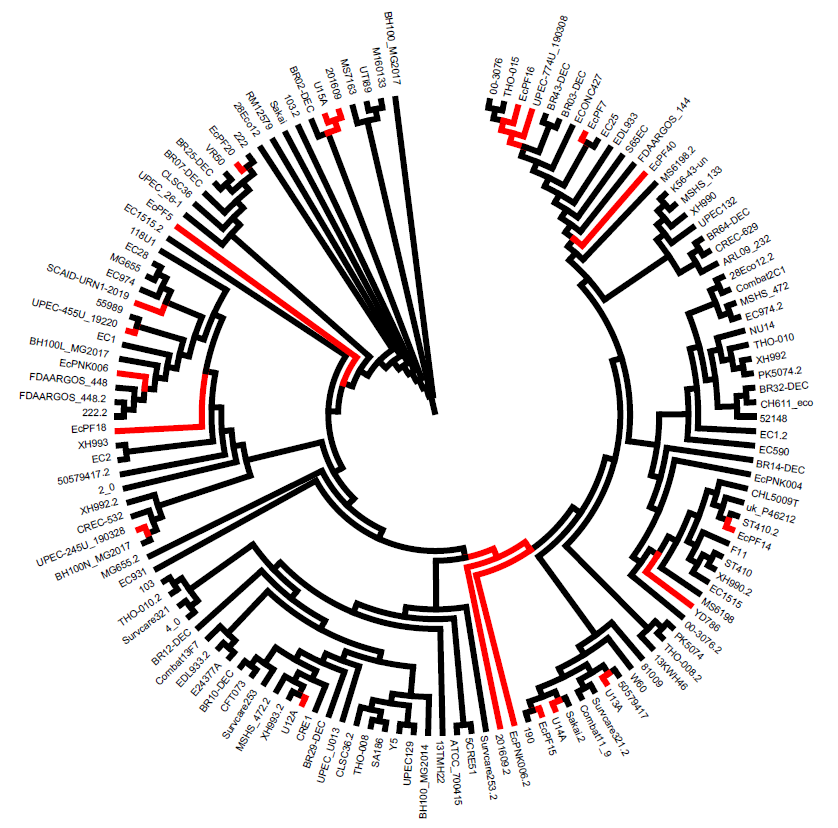 00-3076
THO-015
EcPF16
UPEC-774U_190308
BR43-DEC
BR03-DEC
ECONC427
EcPF7
EC25
EDL933
S65EC
FDAARGOS_144
EcPF40
MS6198.2
K56-43-un
MSHS_133
XH990
UPEC132
BR64-DEC
CREC-629
ARL09_232
28Eco12.2
Combat2C1
MSHS_472
EC974.2
NU14
THO-010
XH992
PK5074.2
BR32-DEC
CH611_eco
52148
EC1.2
EC590
BR14-DEC
EcPNK004
CHL5009T
uk_P46212
ST410.2
EcPF14
F11
ST410
XH990.2
EC1515
MS6198
YD786
00-3076.2
PK5074
THO-008.2
13KWH46
81009
W60
50579417
U13A
Survcare321.2
Combat11_9
Sakai.2
U14A
EcPF15
190
EcPNK006.2
201609.2
Survcare253.2
5CRE51
ATCC_700415
13TMH22
BH100_MG2014
UPEC129
Y5
SA186
THO-008
CLSC36.2
UPEC_U013
BR29-DEC
CRE1
U12A
XH993.2
MSHS_472.2
Survcare253
CFT073
BR10-DEC
E24377A
EDL933.2
Combat13F7
BR12-DEC
4_0
Survcare321
THO-010.2
103
EC931
MG655.2
BH100N_MG2017
UPEC-245U_190328
CREC-532
XH992.2
2_0
50579417.2
EC2
XH993
EcPF18
222.2
FDAARGOS_448.2
FDAARGOS_448
EcPNK006
BH100L_MG2017
EC1
UPEC-455U_19220
55989
SCAID-URN1-2019
EC974
MG655
EC28
118U1
EC1515.2
EcPF5
UPEC_26-1
CLSC36
BR07-DEC
BR25-DEC
VR50
EcPF20
222
28Eco12
RM12579
Sakai
103.2
BR02-DEC
U15A
201609
MS7163
UTI89
M160133
BH100_MG2017